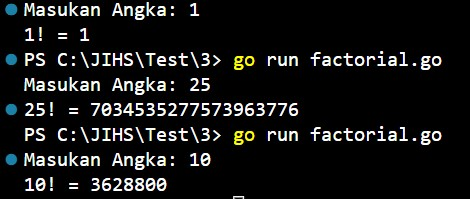 Masukan Angka: 1
1! = 1
PS C:\JIHS\Test\3> go run factorial.go
Masukan Angka: 25
25! = 7034535277573963776
PS C:\JIHS\Test\3> go run factorial.go
Masukan Angka: 10
10! = 3628800